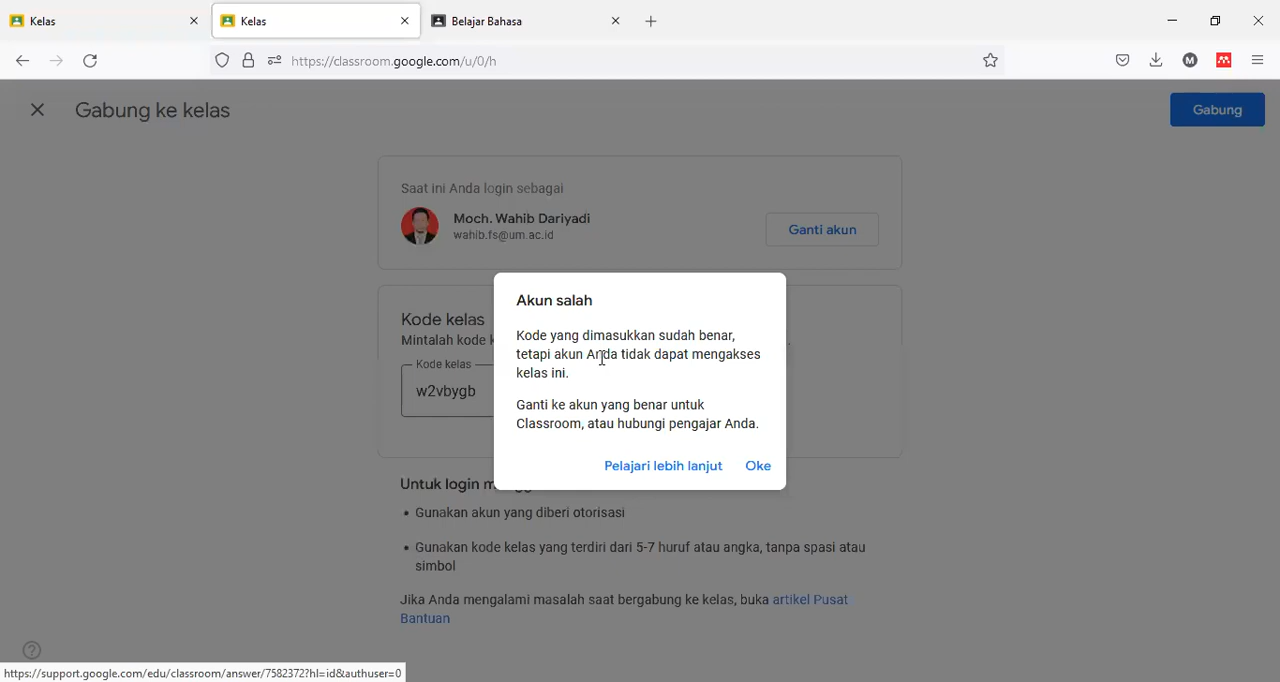 Kelas
Kelas
Belajar Bahasa
https://classroom.google.com/u/0/h
M
Gabung ke kelas
Gabung
Saat ini Anda login sebagai
Moch. Wahib Dariyadi
wahib.fs@um.ac.id
Ganti akun
Akun salah
Kode yang dimasukkan sudah benar,
tetapi akun Anda tidak dapat mengakses
kelas ini.
Ganti ke akun yang benar untuk
Classroom, atau hubungi pengajar Anda.
Pelajari lebih lanjut
Oke
Kode kelas
Mintalah kode
Kode kelas
w2vbygb
Untuk login
• Gunakan akun yang diberi otorisasi
• Gunakan kode kelas yang terdiri dari 5-7 huruf atau angka, tanpa spasi atau
simbol
Jika Anda mengalami masalah saat bergabung ke kelas, buka artikel Pusat
Bantuan
https://support.google.com/edu/classroom/answer/7582372?hl=id&authuser=0